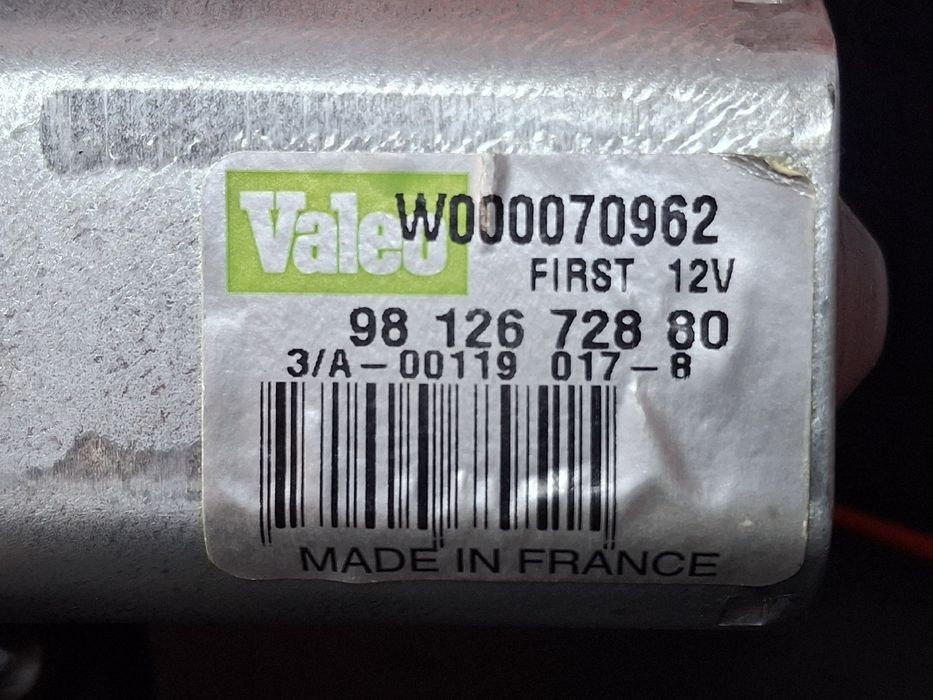 Valeo W000070962
FIRST 12V
98 126 728 80
3/A-00119 017-8
MADE IN FRANCE